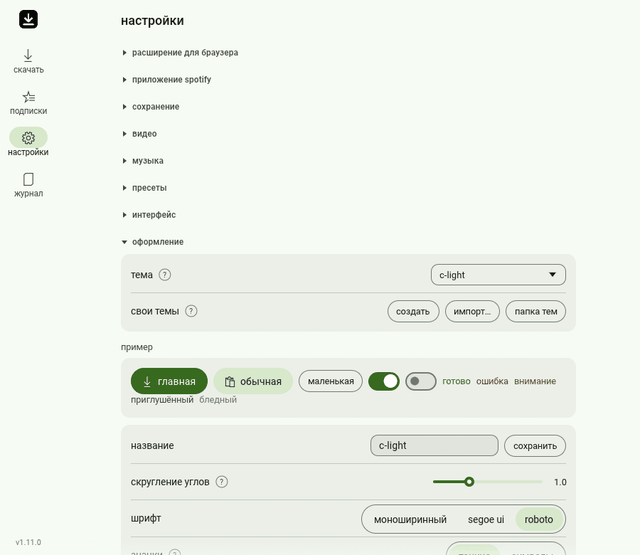 настройки
скачать
подписки
настройки
журнал
расширение для браузера
приложение spotify
сохранение
видео
музыка
пресеты
интерфейс
оформление
тема ? c-light
свои темы ? создать импорт... папка тем
пример
главная обычная маленькая готово ошибка внимание
приглушённый бледный
название c-light сохранить
скругление углов ? 1.0
шрифт моноширинный segoe ui roboto
v1.11.0